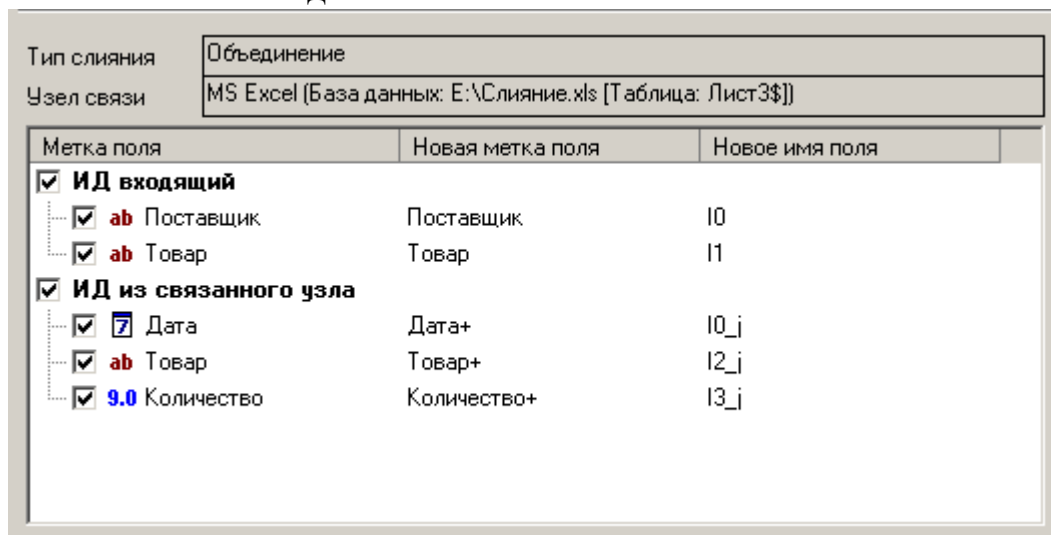 Тип слияния Объединение
Узел связи MS Excel (База данных: E:\Слияние.xls [Таблица: Лист3$])
Метка поля Новая метка поля Новое имя поля
ИД входящий
ab Поставщик Поставщик I0
ab Товар Товар I1
ИД из связанного узла
7 Дата Дата+ I0_j
ab Товар Товар+ I2_j
9.0 Количество Количество+ I3_j